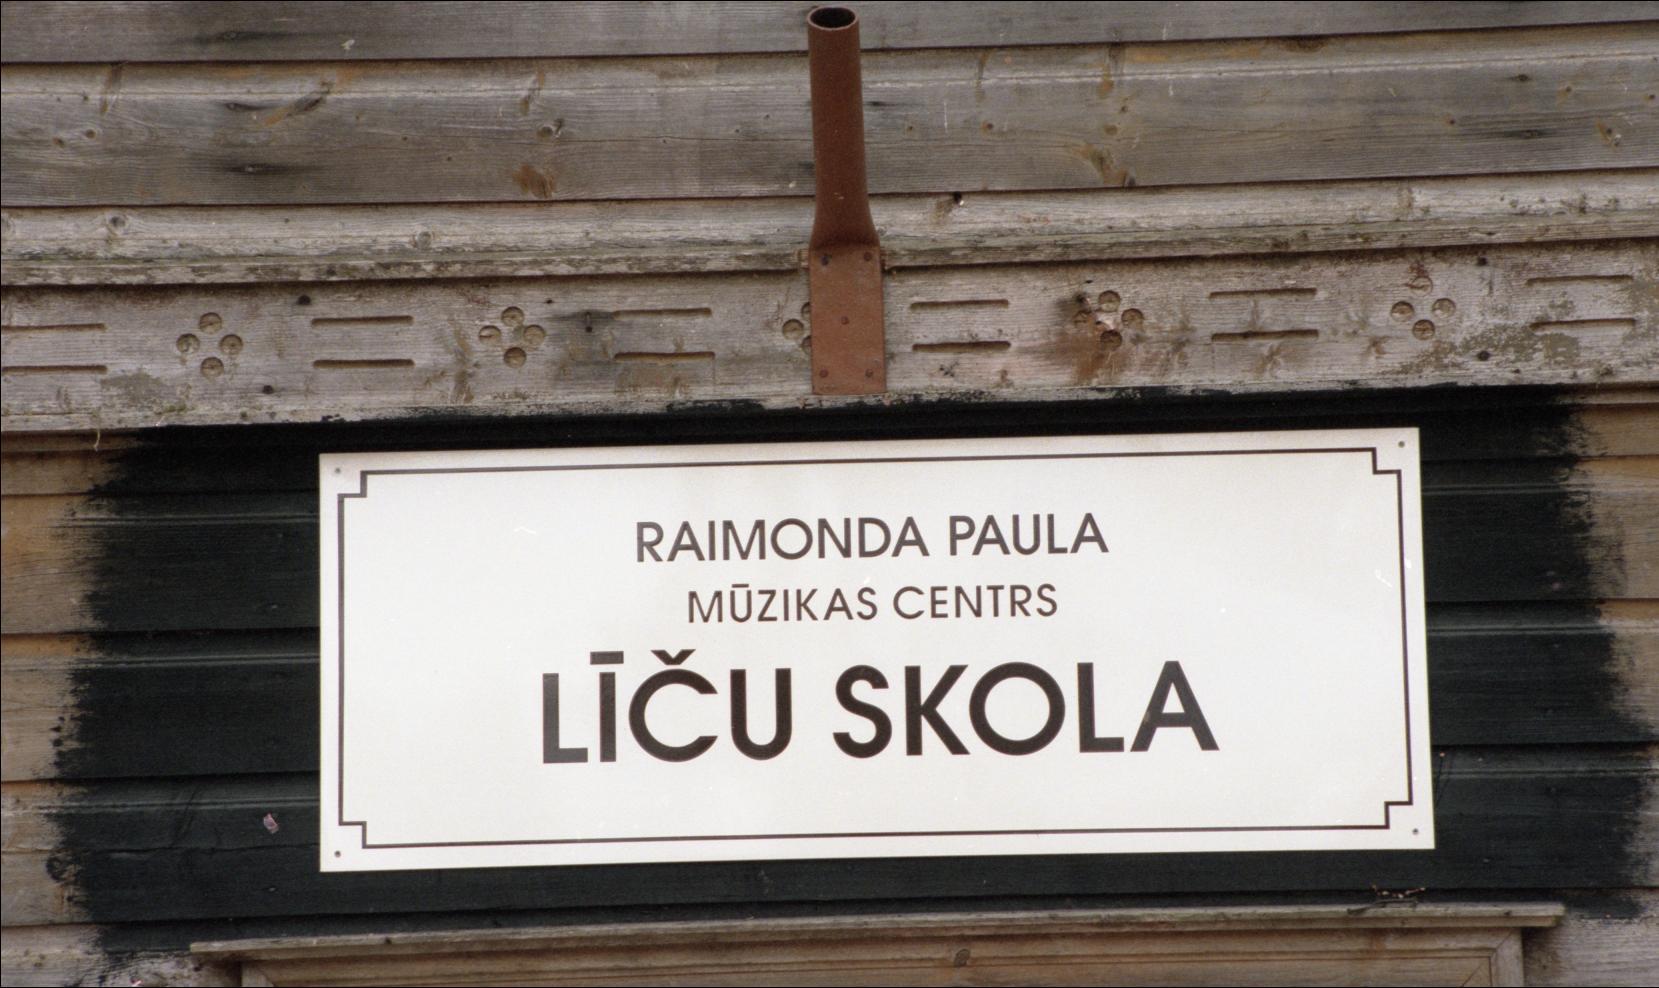 RAIMONDA PAULA
MŪZIKAS CENTRS
LĪČU SKOLA